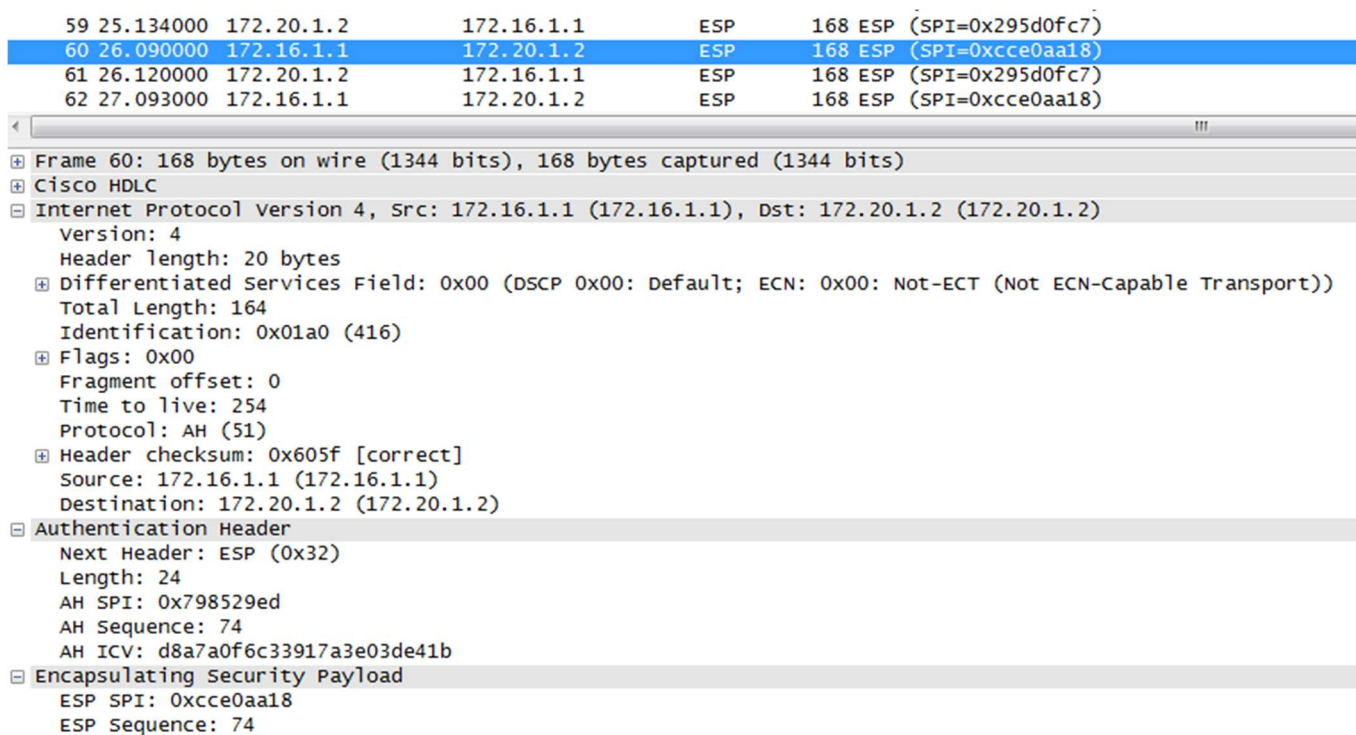 59 25.134000 172.20.1.2 172.16.1.1 ESP 168 ESP (SPI=0x295d0fc7)
60 26.090000 172.16.1.1 172.20.1.2 ESP 168 ESP (SPI=0xcce0aa18)
61 26.120000 172.20.1.2 172.16.1.1 ESP 168 ESP (SPI=0x295d0fc7)
62 27.093000 172.16.1.1 172.20.1.2 ESP 168 ESP (SPI=0xcce0aa18)
Frame 60: 168 bytes on wire (1344 bits), 168 bytes captured (1344 bits)
Cisco HDLC
Internet Protocol Version 4, Src: 172.16.1.1 (172.16.1.1), Dst: 172.20.1.2 (172.20.1.2)
Version: 4
Header length: 20 bytes
Differentiated Services Field: 0x00 (DSCP 0x00: Default; ECN: 0x00: Not-ECT (Not ECN-Capable Transport))
Total Length: 164
Identification: 0x01a0 (416)
Flags: 0x00
Fragment offset: 0
Time to live: 254
Protocol: AH (51)
Header checksum: 0x605f [correct]
Source: 172.16.1.1 (172.16.1.1)
Destination: 172.20.1.2 (172.20.1.2)
Authentication Header
Next Header: ESP (0x32)
Length: 24
AH SPI: 0x798529ed
AH Sequence: 74
AH ICV: d8a7a0f6c33917a3e03de41b
Encapsulating Security Payload
ESP SPI: 0xcce0aa18
ESP Sequence: 74